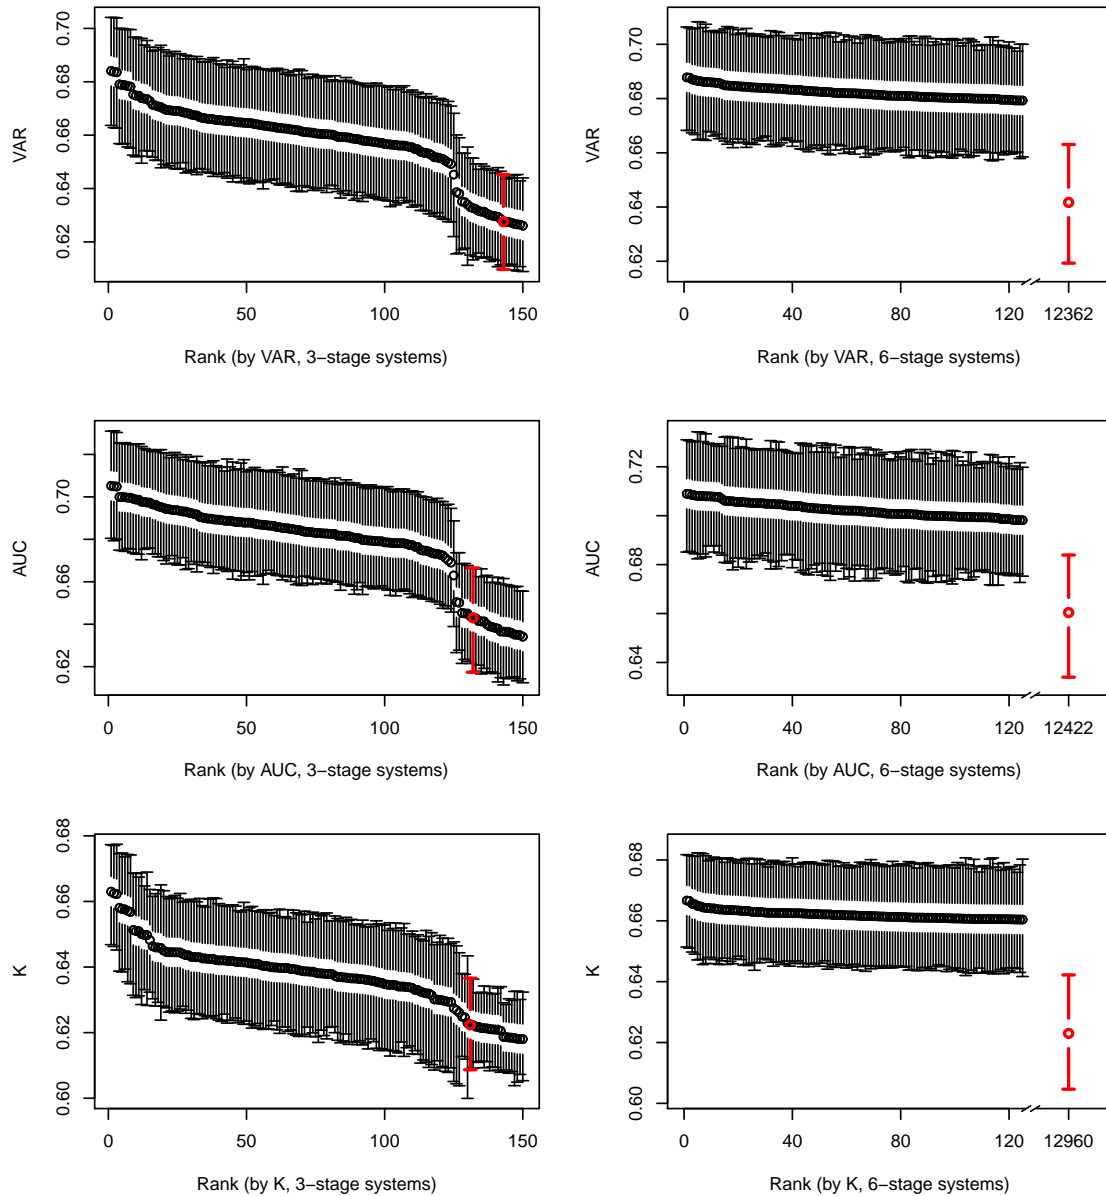 VAR
0.70
0.68
0.66
0.64
0.62
0 50 100 150
Rank (by VAR, 3−stage systems)
VAR
0.70
0.68
0.66
0.64
0.62
0 40 80 120 12362
Rank (by VAR, 6−stage systems)
AUC
0.70
0.66
0.62
0 50 100 150
Rank (by AUC, 3−stage systems)
AUC
0.72
0.68
0.64
0 40 80 120 12422
Rank (by AUC, 6−stage systems)
K
0.68
0.66
0.64
0.62
0.60
0 50 100 150
Rank (by K, 3−stage systems)
K
0.68
0.66
0.64
0.62
0.60
0 40 80 120 12960
Rank (by K, 6−stage systems)